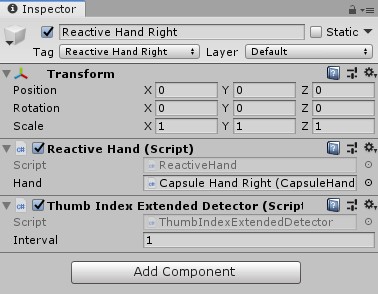 Inspector
Reactive Hand Right Static
Tag Reactive Hand Right Layer Default
Transform
Position X 0 Y 0 Z 0
Rotation X 0 Y 0 Z 0
Scale X 1 Y 1 Z 1
Reactive Hand (Script)
Script ReactiveHand
Hand Capsule Hand Right (CapsuleHand
Thumb Index Extended Detector (Script
Script ThumbIndexExtendedDetector
Interval 1
Add Component